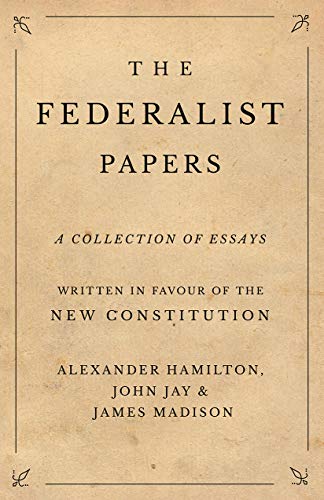 THE
FEDERALIST
PAPERS
A COLLECTION OF ESSAYS
WRITTEN IN FAVOUR OF THE
NEW CONSTITUTION
ALEXANDER HAMILTON,
JOHN JAY &
JAMES MADISON